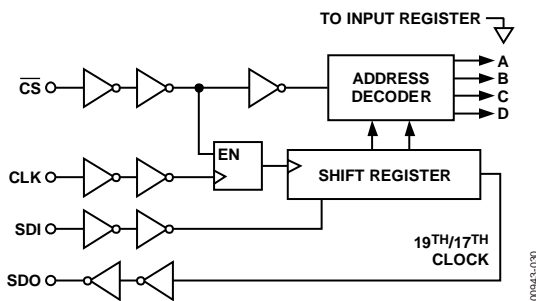 TO INPUT REGISTER
CS
ADDRESS DECODER
A
B
C
D
EN
CLK
SHIFT REGISTER
SDI
19TH/17TH
CLOCK
SDO
00943-030